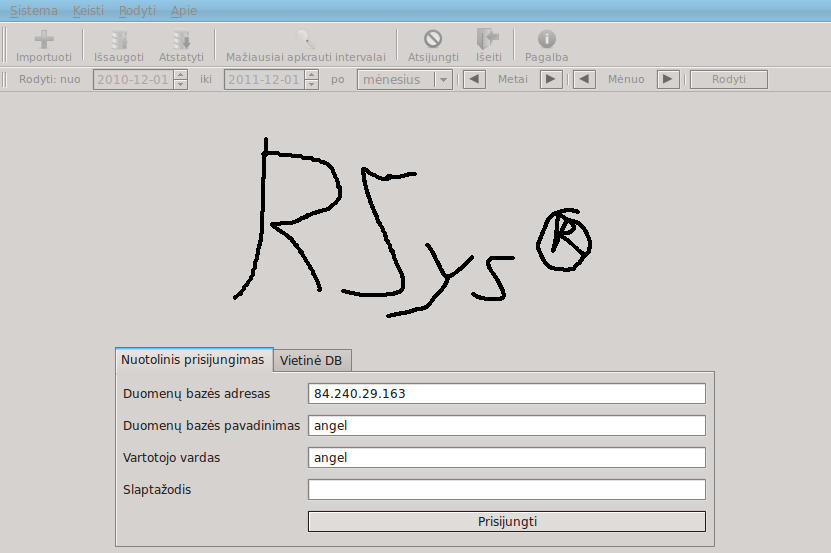 Sistema Keisti Rodyti Apie
Importuoti Išsaugoti Atstatyti Mažiausiai apkrauti intervalai Atsijungti Išeiti Pagalba
Rodyti: nuo 2010-12-01 iki 2011-12-01 po mėnesius Metai Mėnuo Rodyti
RSys®
Nuotolinis prisijungimas Vietinė DB
Duomenų bazės adresas 84.240.29.163
Duomenų bazės pavadinimas angel
Vartotojo vardas angel
Slaptažodis
Prisijungti